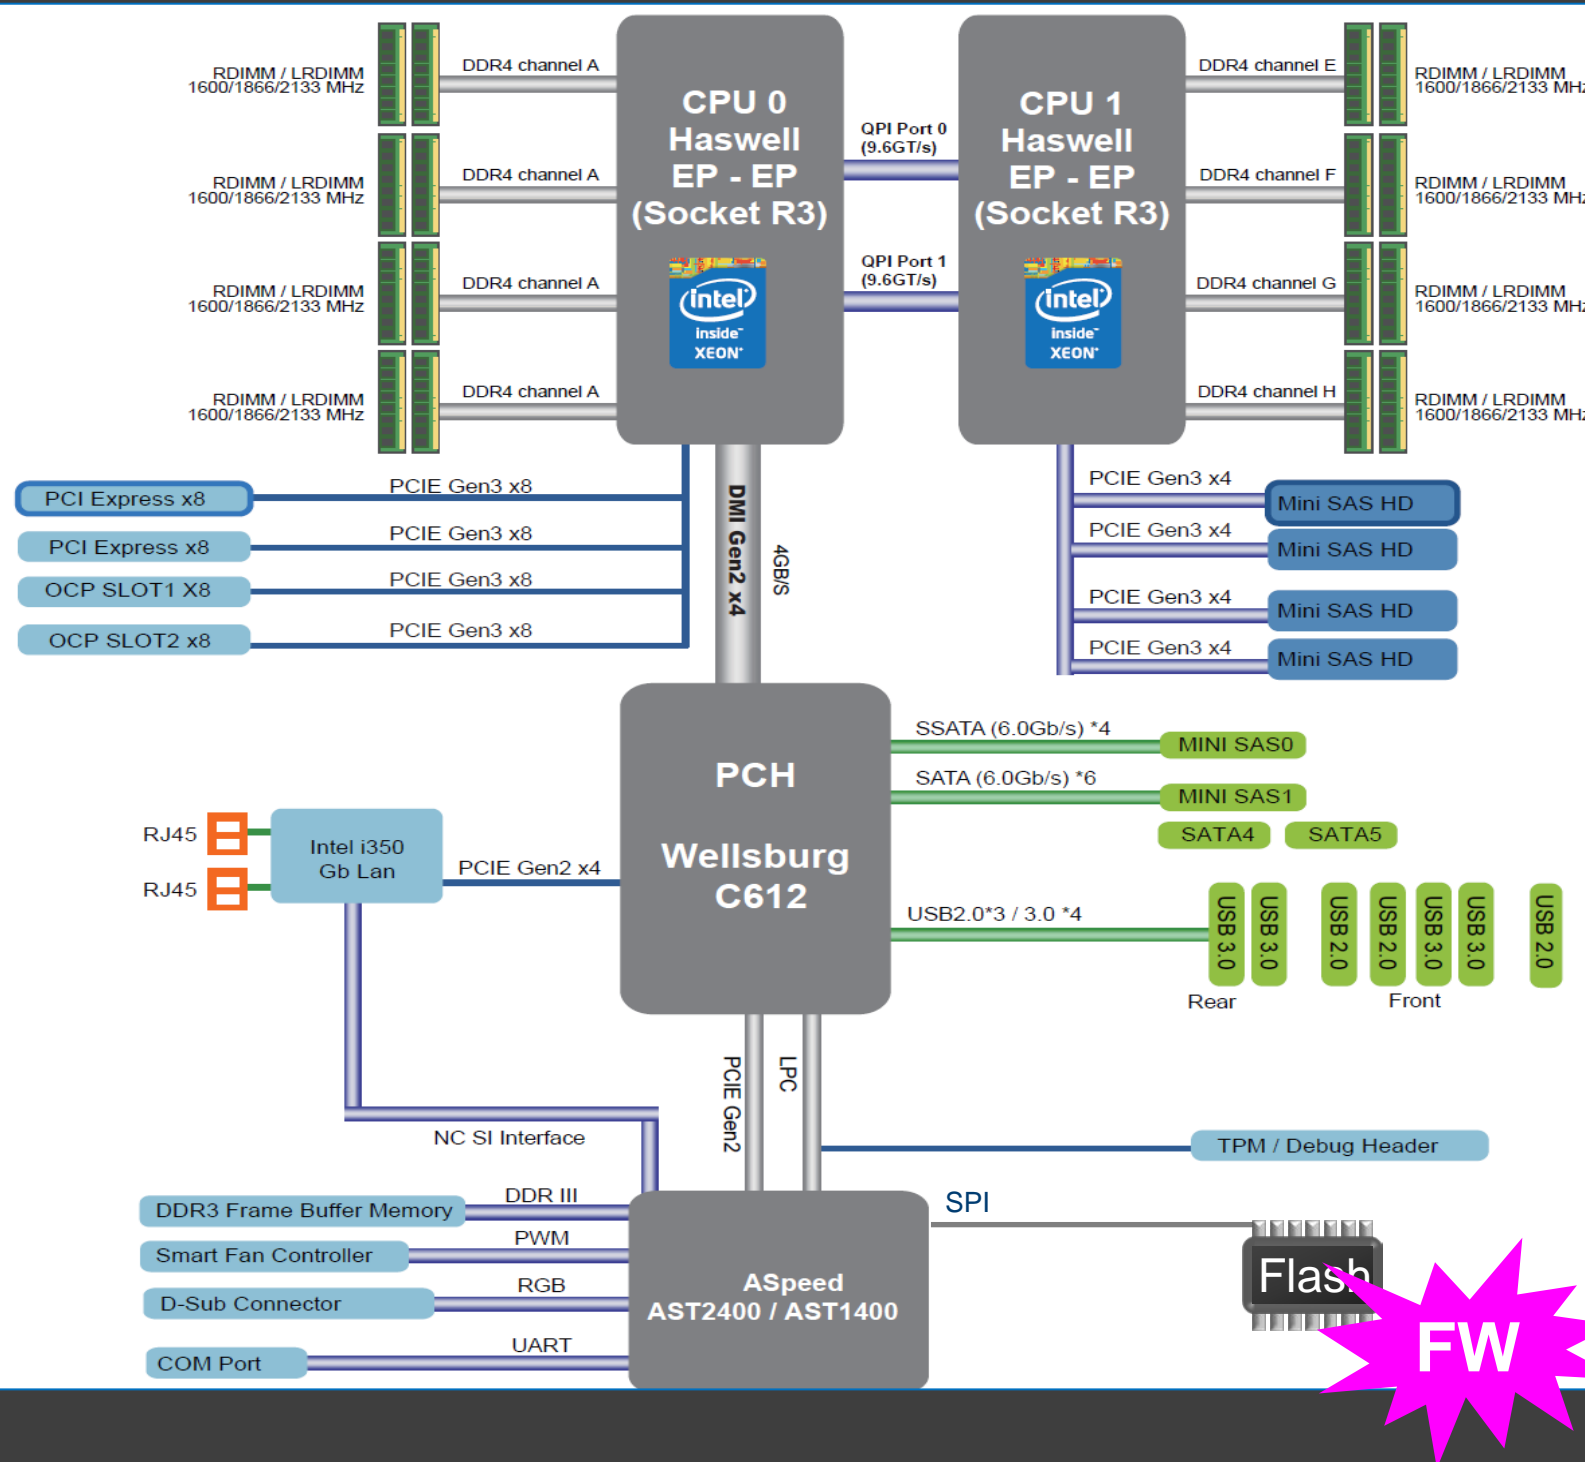 RDIMM / LRDIMM
1600/1866/2133 MHz
DDR4 channel A
RDIMM / LRDIMM
1600/1866/2133 MHz
DDR4 channel A
RDIMM / LRDIMM
1600/1866/2133 MHz
DDR4 channel A
RDIMM / LRDIMM
1600/1866/2133 MHz
DDR4 channel A
CPU 0
Haswell
EP - EP
(Socket R3)
intel
inside™
XEON®
QPI Port 0
(9.6GT/s)
QPI Port 1
(9.6GT/s)
CPU 1
Haswell
EP - EP
(Socket R3)
intel
inside™
XEON®
DDR4 channel E
RDIMM / LRDIMM
1600/1866/2133 MHz
DDR4 channel F
RDIMM / LRDIMM
1600/1866/2133 MHz
DDR4 channel G
RDIMM / LRDIMM
1600/1866/2133 MHz
DDR4 channel H
RDIMM / LRDIMM
1600/1866/2133 MHz
PCI Express x8
PCIE Gen3 x8
PCI Express x8
PCIE Gen3 x8
OCP SLOT1 X8
PCIE Gen3 x8
OCP SLOT2 x8
PCIE Gen3 x8
DMI Gen2 x4
4GB/S
PCIE Gen3 x4
Mini SAS HD
PCIE Gen3 x4
Mini SAS HD
PCIE Gen3 x4
Mini SAS HD
PCIE Gen3 x4
Mini SAS HD
PCH
Wellsburg
C612
SSATA (6.0Gb/s) *4
MINI SAS0
SATA (6.0Gb/s) *6
MINI SAS1
SATA4
SATA5
RJ45
RJ45
Intel i350
Gb Lan
PCIE Gen2 x4
USB2.0*3 / 3.0 *4
USB 3.0
USB 3.0
USB 2.0
USB 2.0
USB 3.0
USB 3.0
USB 2.0
Rear
Front
PCIE Gen2
LPC
NC SI Interface
TPM / Debug Header
DDR3 Frame Buffer Memory
DDR III
Smart Fan Controller
PWM
D-Sub Connector
RGB
COM Port
UART
ASpeed
AST2400 / AST1400
SPI
Flash
FW